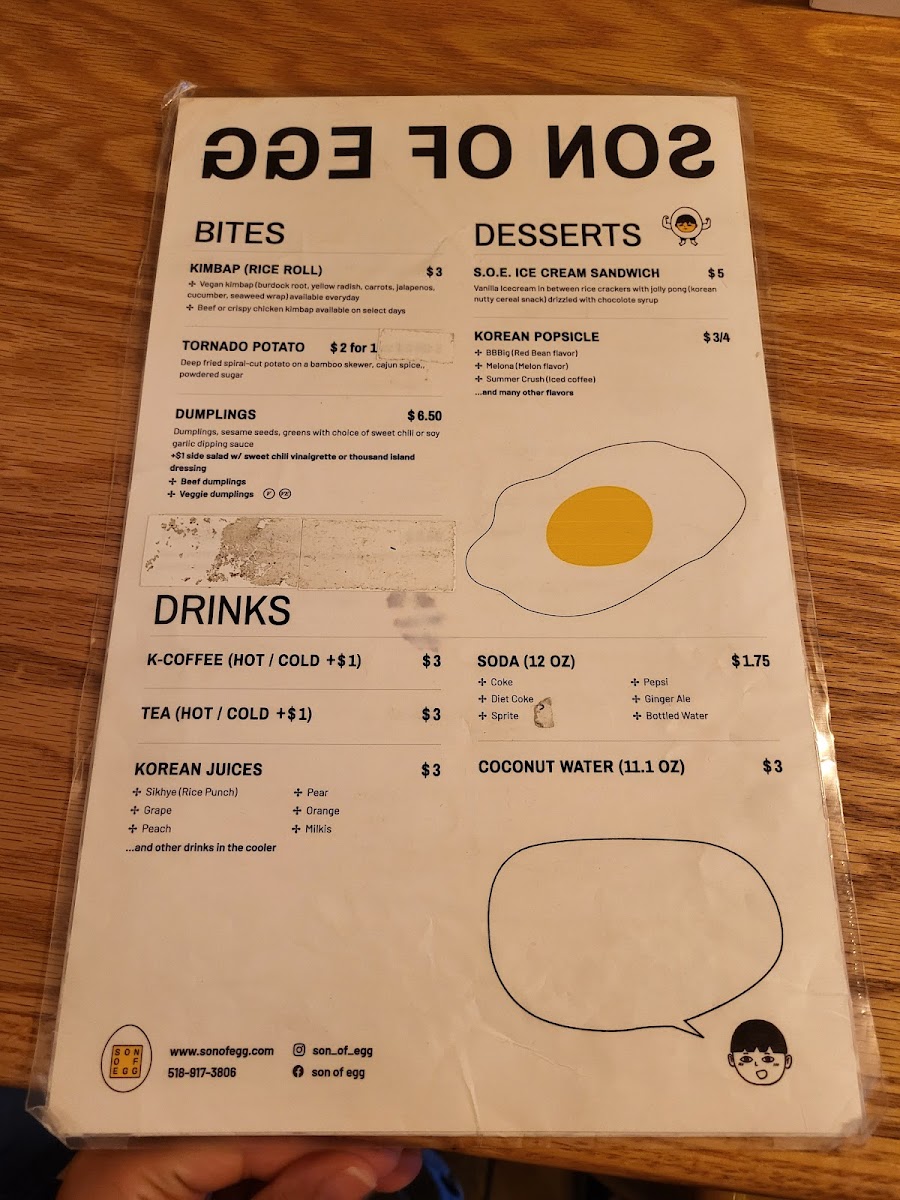 SON OF EGG
BITES
KIMBAP (RICE ROLL) $3
Vegan kimbap (burdock root, yellow radish, carrots, jalapenos,
cucumber, seaweed wrap) available everyday
Beef or crispy chicken kimbap available on select days
TORNADO POTATO $2 for 1
Deep fried spiral-cut potato on a bamboo skewer, cajun spice.,
powdered sugar
DUMPLINGS $6.50
Dumplings, sesame seeds, greens with choice of sweet chili or soy
garlic dipping sauce
+$1 side salad w/ sweet chili vinaigrette or thousand island
dressing
Beef dumplings
Veggie dumplings
DESSERTS
S.O.E. ICE CREAM SANDWICH $5
Vanilla Icecream in between rice crackers with jolly pong (korean
nutty cereal snack) drizzled with chocolate syrup
KOREAN POPSICLE $3/4
BBBig (Red Bean flavor)
Melona (Melon flavor)
Summer Crush (Iced coffee)
...and many other flavors
DRINKS
K-COFFEE (HOT / COLD +$1) $3
TEA (HOT / COLD +$1) $3
KOREAN JUICES $3
Sikhye (Rice Punch) Pear
Grape Orange
Peach Milkis
...and other drinks in the cooler
SODA (12 OZ) $1.75
Coke Pepsi
Diet Coke Ginger Ale
Sprite Bottled Water
COCONUT WATER (11.1 OZ) $3
SON
OF
EGG
www.sonofegg.com son_of_egg
518-917-3806 son of egg